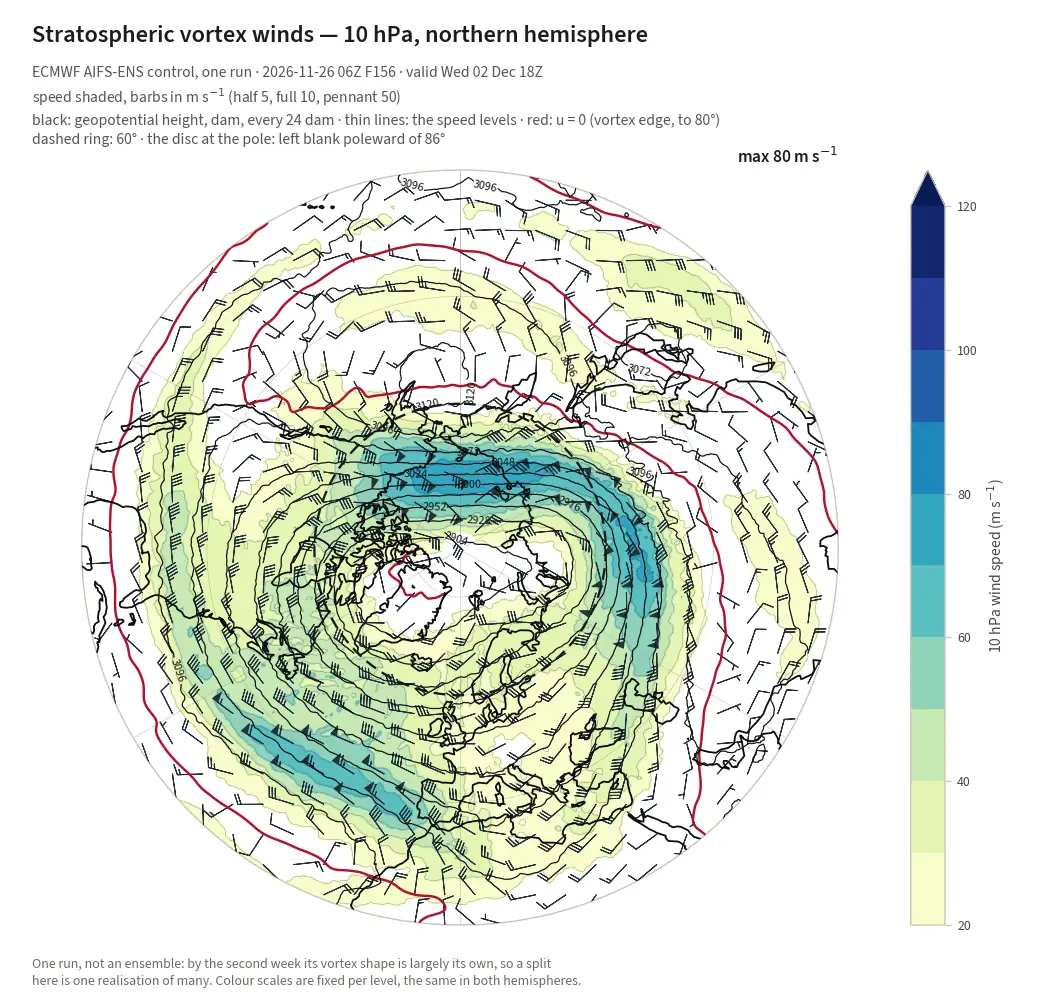 Stratospheric vortex winds — 10 hPa, northern hemisphere
ECMWF AIFS-ENS control, one run · 2026-11-26 06Z F156 · valid Wed 02 Dec 18Z
speed shaded, barbs in m s⁻¹ (half 5, full 10, pennant 50)
black: geopotential height, dam, every 24 dam · thin lines: the speed levels · red: u = 0 (vortex edge, to 80°)
dashed ring: 60° · the disc at the pole: left blank poleward of 86°
max 80 m s⁻¹
3096
3096
3096
3072
3120
3120
3048
3024
3096
3000
2976
2952
2928
2904
3096
120
100
80
60
40
20
10 hPa wind speed (m s⁻¹)
One run, not an ensemble: by the second week its vortex shape is largely its own, so a split
here is one realisation of many. Colour scales are fixed per level, the same in both hemispheres.